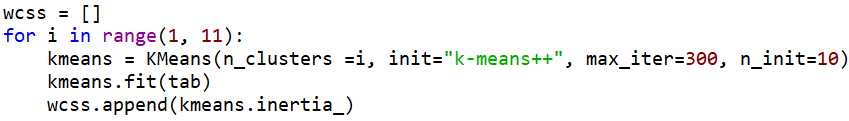 wcss = []
for i in range(1, 11):
    kmeans = KMeans(n_clusters =i, init="k-means++", max_iter=300, n_init=10)
    kmeans.fit(tab)
    wcss.append(kmeans.inertia_)